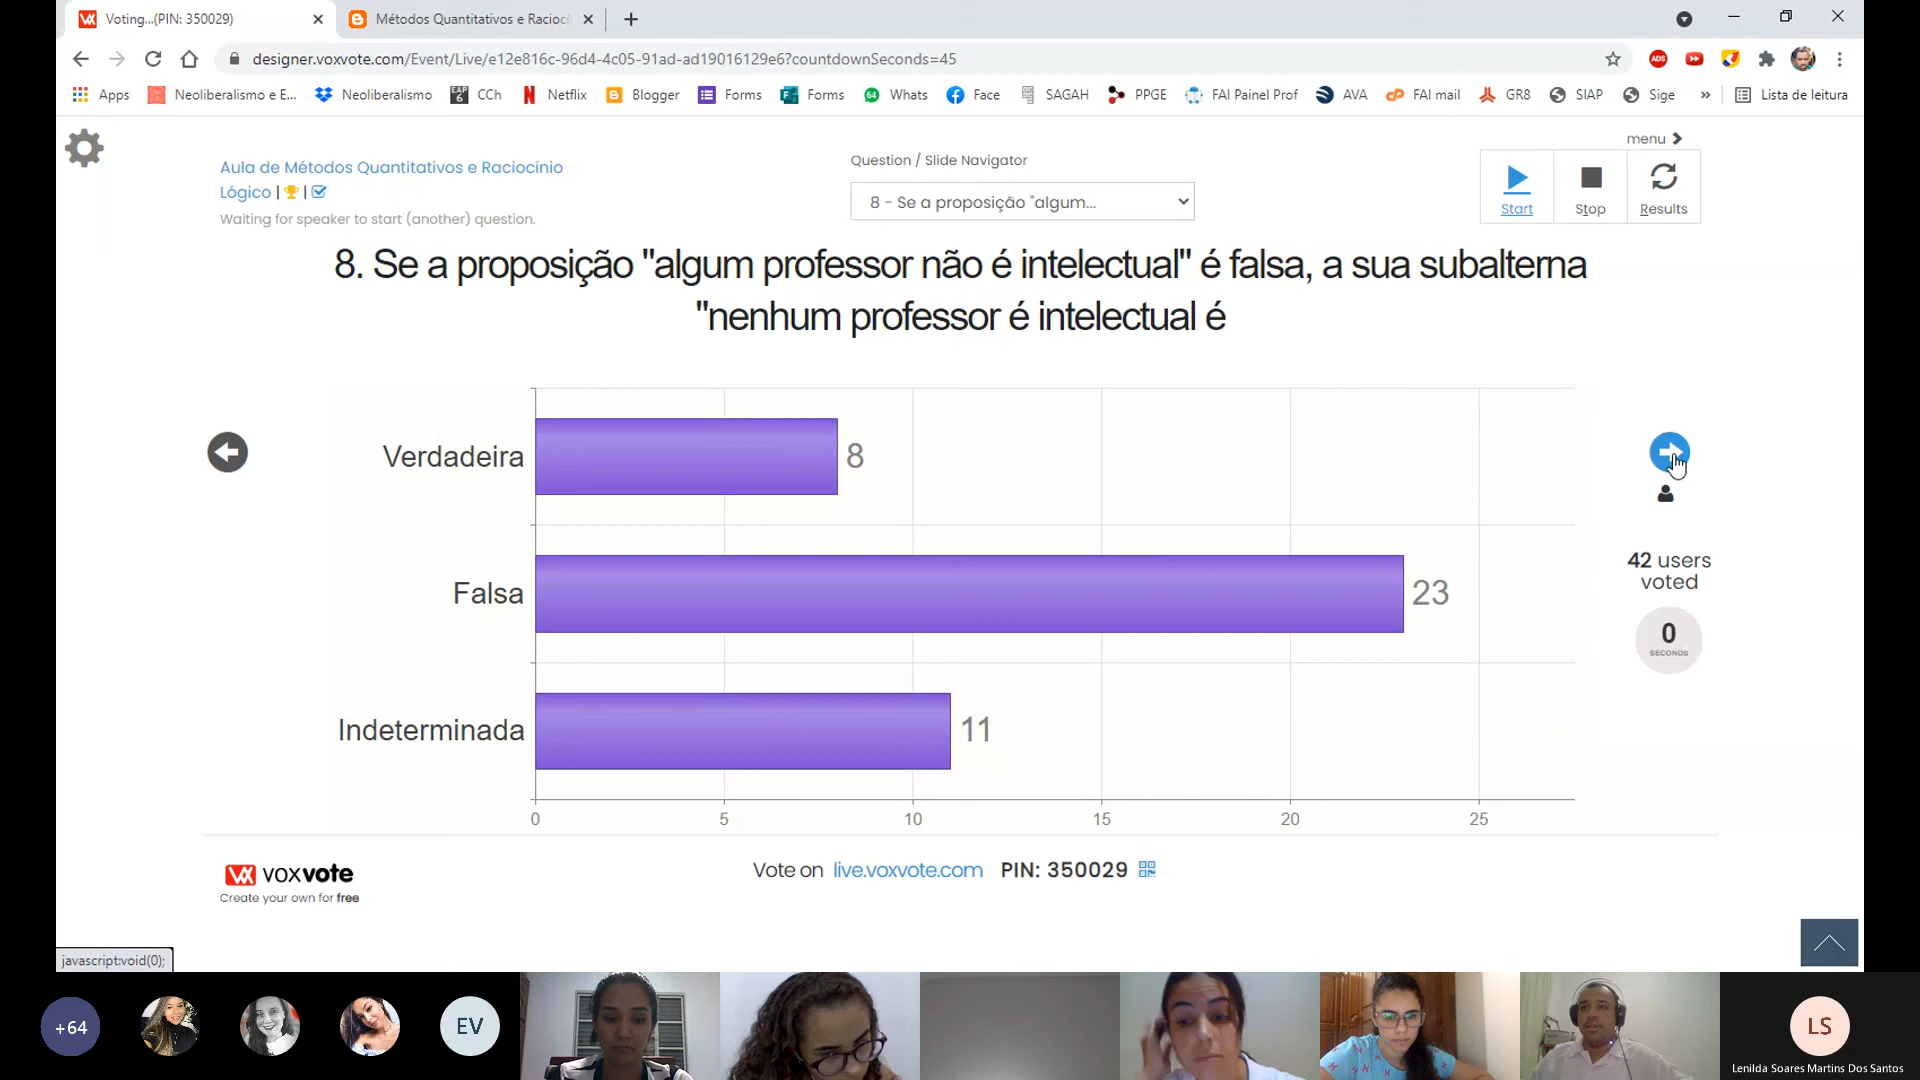 Voting...(PIN: 350029)
Métodos Quantitativos e Racioc
designer.voxvote.com/Event/Live/e12e816c-96d4-4c05-91ad-ad19016129e6?countdownSeconds=45
Apps Neoliberalismo e E... Neoliberalismo CCh Netflix Blogger Forms Forms Whats Face SAGAH PPGE FAI Painel Prof AVA FAI mail GR8 SIAP Sige » Lista de leitura
menu
Aula de Métodos Quantitativos e Raciocínio
Lógico | |
Waiting for speaker to start (another) question.
Question / Slide Navigator
8 - Se a proposição "algum...
Start
Stop
Results
8. Se a proposição "algum professor não é intelectual" é falsa, a sua subalterna
"nenhum professor é intelectual é
Verdadeira 8
Falsa 23
Indeterminada 11
0 5 10 15 20 25
42 users
voted
0
SECONDS
voxvote
Create your own for free
Vote on live.voxvote.com PIN: 350029
javascript:void(0);
+64
EV
LS
Lenilda Soares Martins Dos Santos